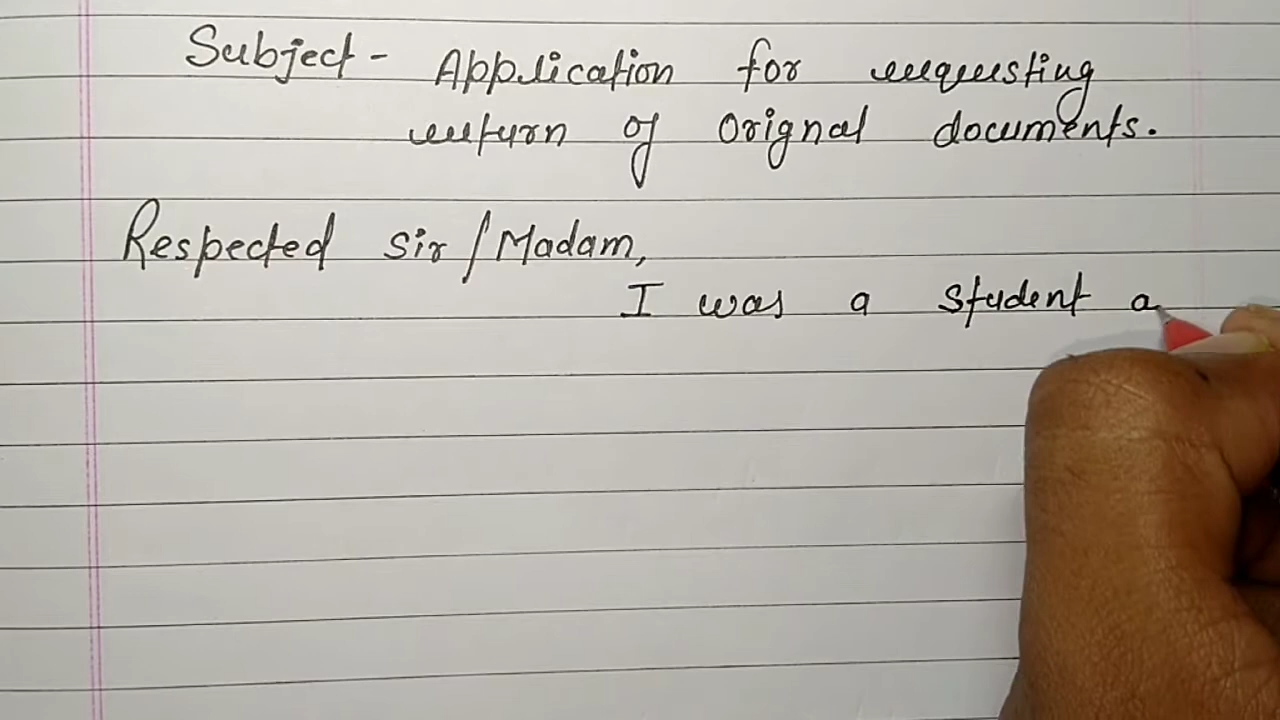 Subject - Application for requesting
return of Orignal documents.
Respected Sir / Madam,
I was a student a